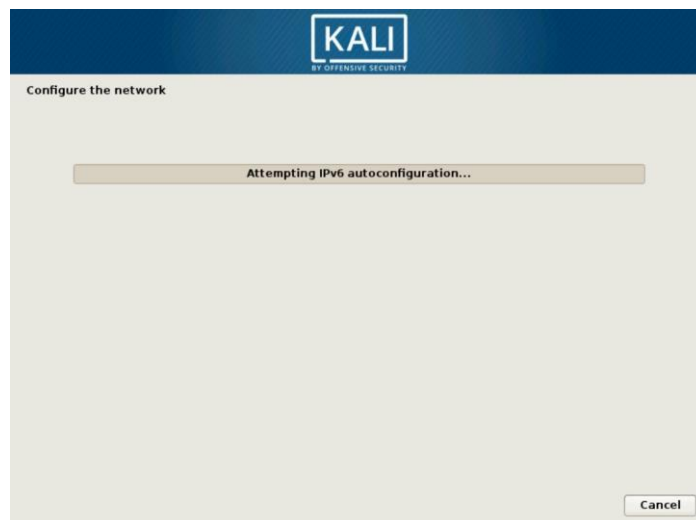 KALI
BY OFFENSIVE SECURITY
Configure the network
Attempting IPv6 autoconfiguration...
Cancel